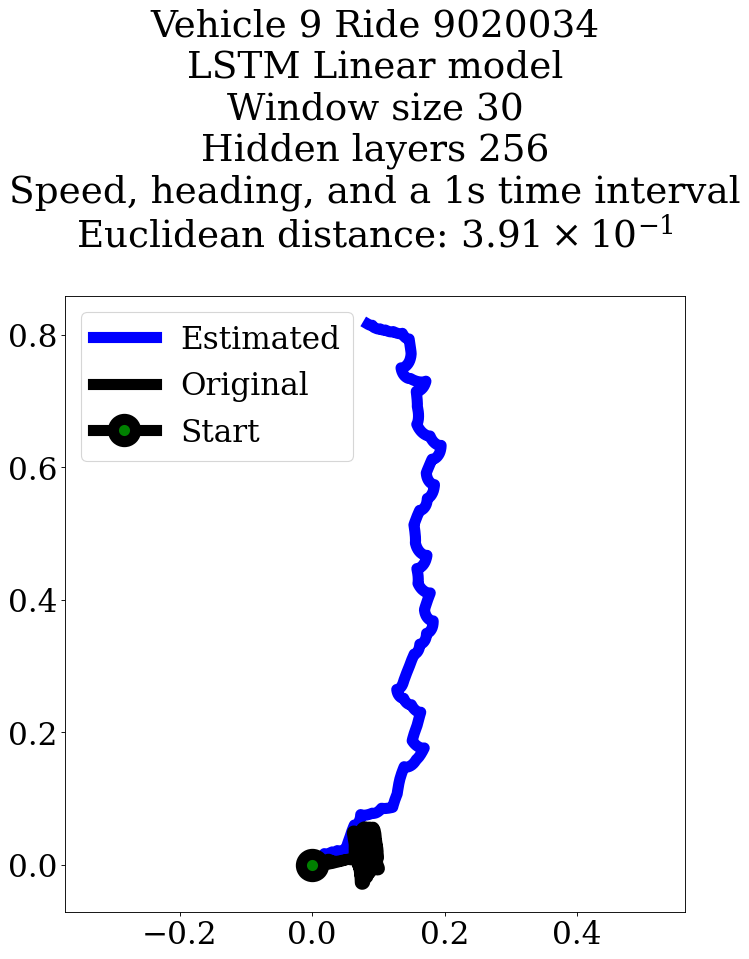 Vehicle 9 Ride 9020034
LSTM Linear model
Window size 30
Hidden layers 256
Speed, heading, and a 1s time interval
Euclidean distance: 3.91 × 10⁻¹
Estimated
Original
Start
0.8
0.6
0.4
0.2
0.0
−0.2 0.0 0.2 0.4